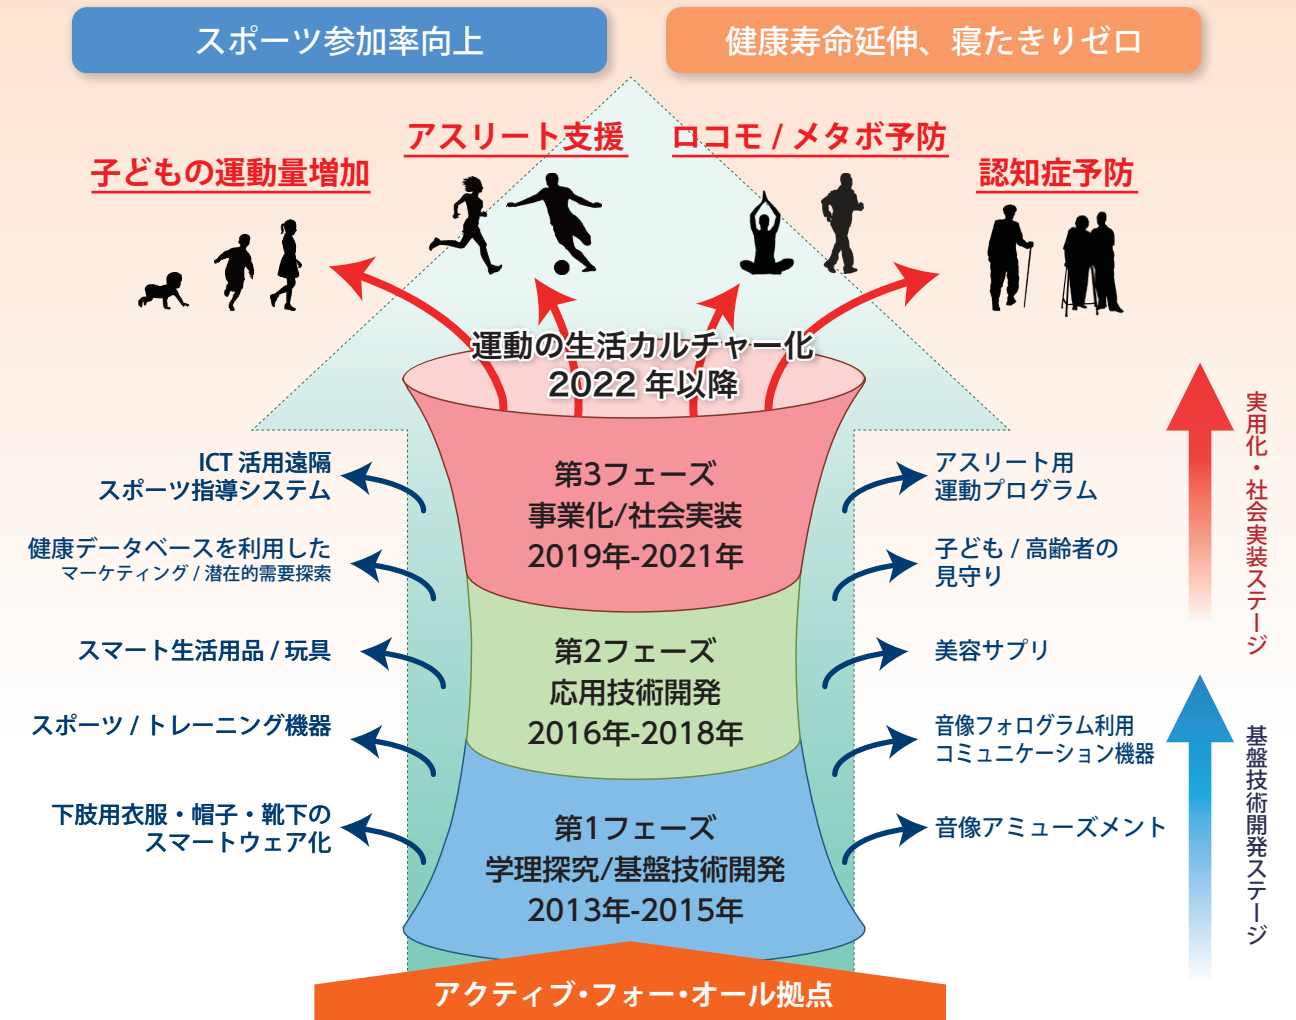 スポーツ参加率向上
健康寿命延伸、寝たきりゼロ
子どもの運動量増加
アスリート支援
ロコモ / メタボ予防
認知症予防
運動の生活カルチャー化
2022 年以降
第3フェーズ
事業化/社会実装
2019年-2021年
第2フェーズ
応用技術開発
2016年-2018年
第1フェーズ
学理探究/基盤技術開発
2013年-2015年
アクティブ・フォー・オール拠点
ICT 活用遠隔
スポーツ指導システム
健康データベースを利用した
マーケティング / 潜在的需要探索
スマート生活用品 / 玩具
スポーツ / トレーニング機器
下肢用衣服・帽子・靴下の
スマートウェア化
アスリート用
運動プログラム
子ども / 高齢者の
見守り
美容サプリ
音像フォログラム利用
コミュニケーション機器
音像アミューズメント
実用化・社会実装ステージ
基盤技術開発ステージ